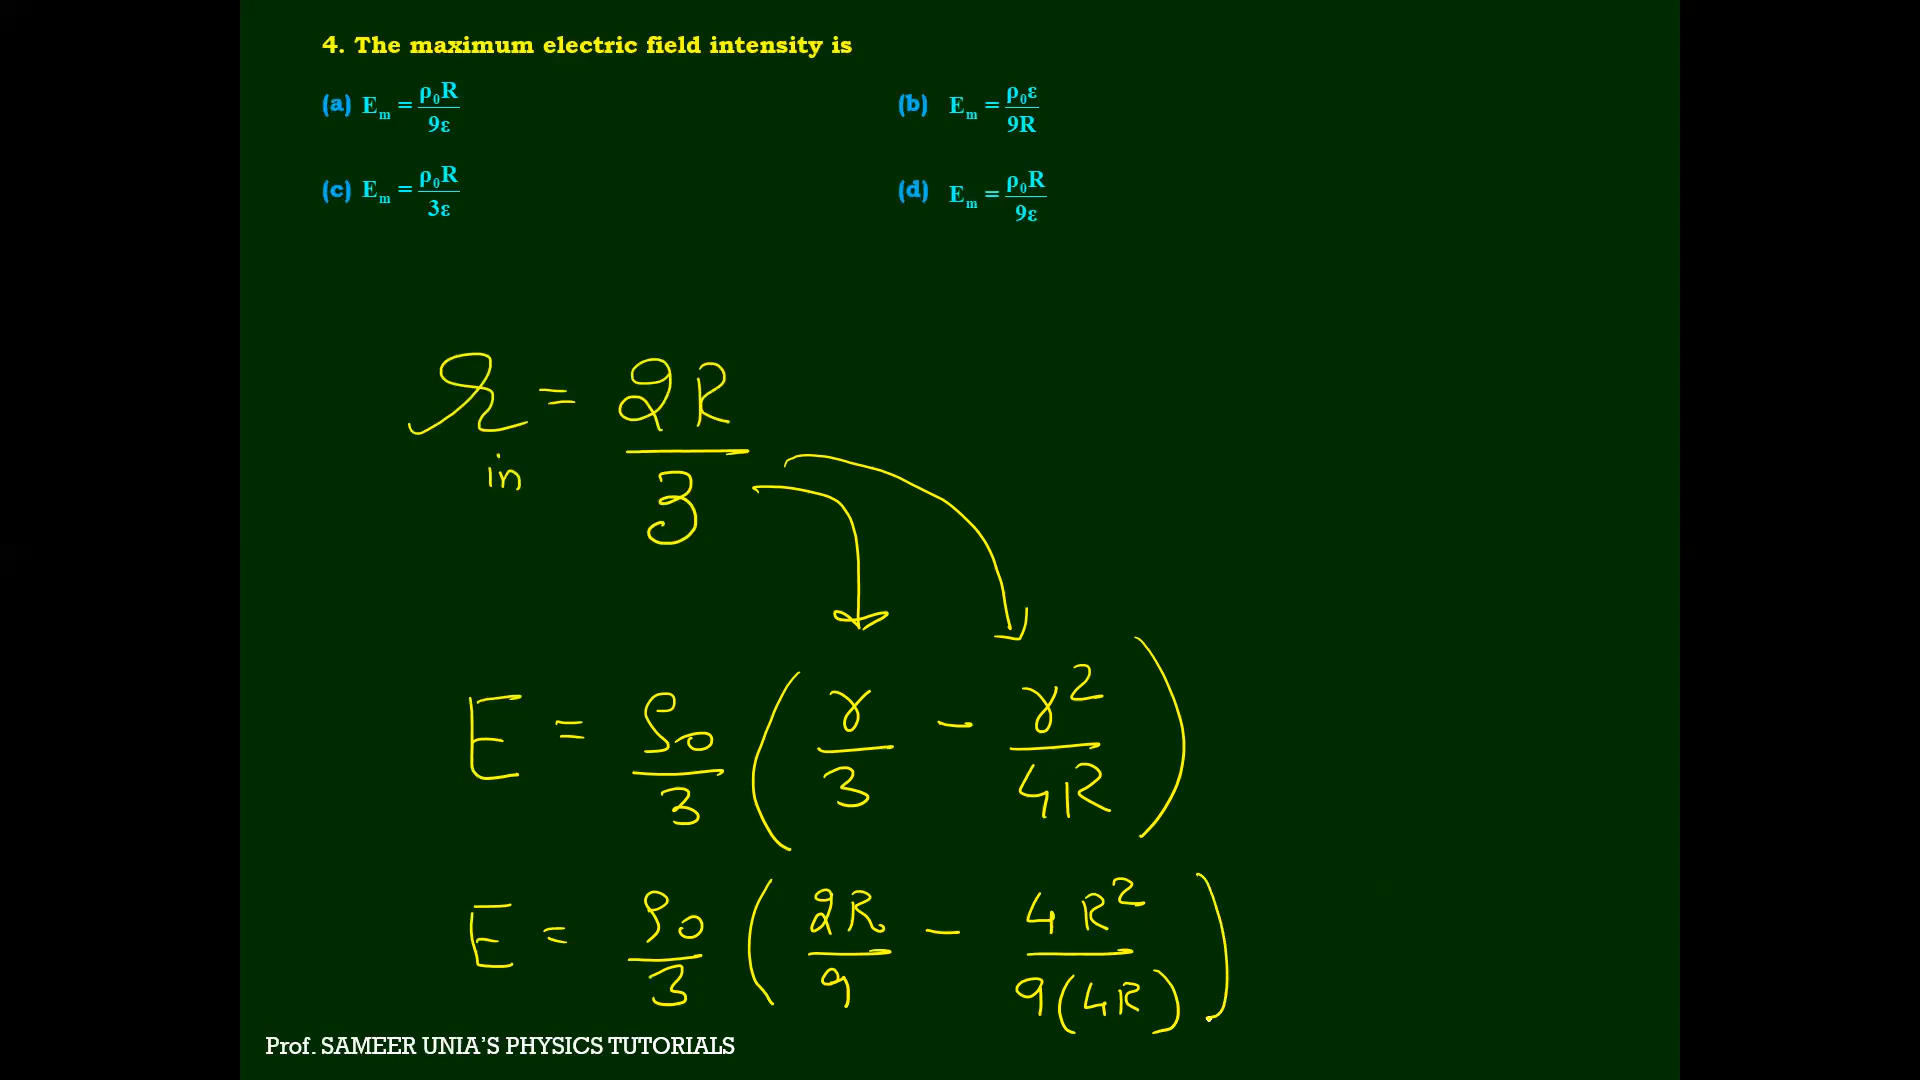 4. The maximum electric field intensity is
(a) Eₘ = ρ₀R / 9ε (b) Eₘ = ρ₀ε / 9R
(c) Eₘ = ρ₀R / 3ε (d) Eₘ = ρ₀R / 9ε
r = 2R / 3
in
E = ρ₀ / 3 ( r / 3 − r² / 4R )
E = ρ₀ / 3 ( 2R / 9 − 4R² / 9(4R) )
Prof. SAMEER UNIA'S PHYSICS TUTORIALS